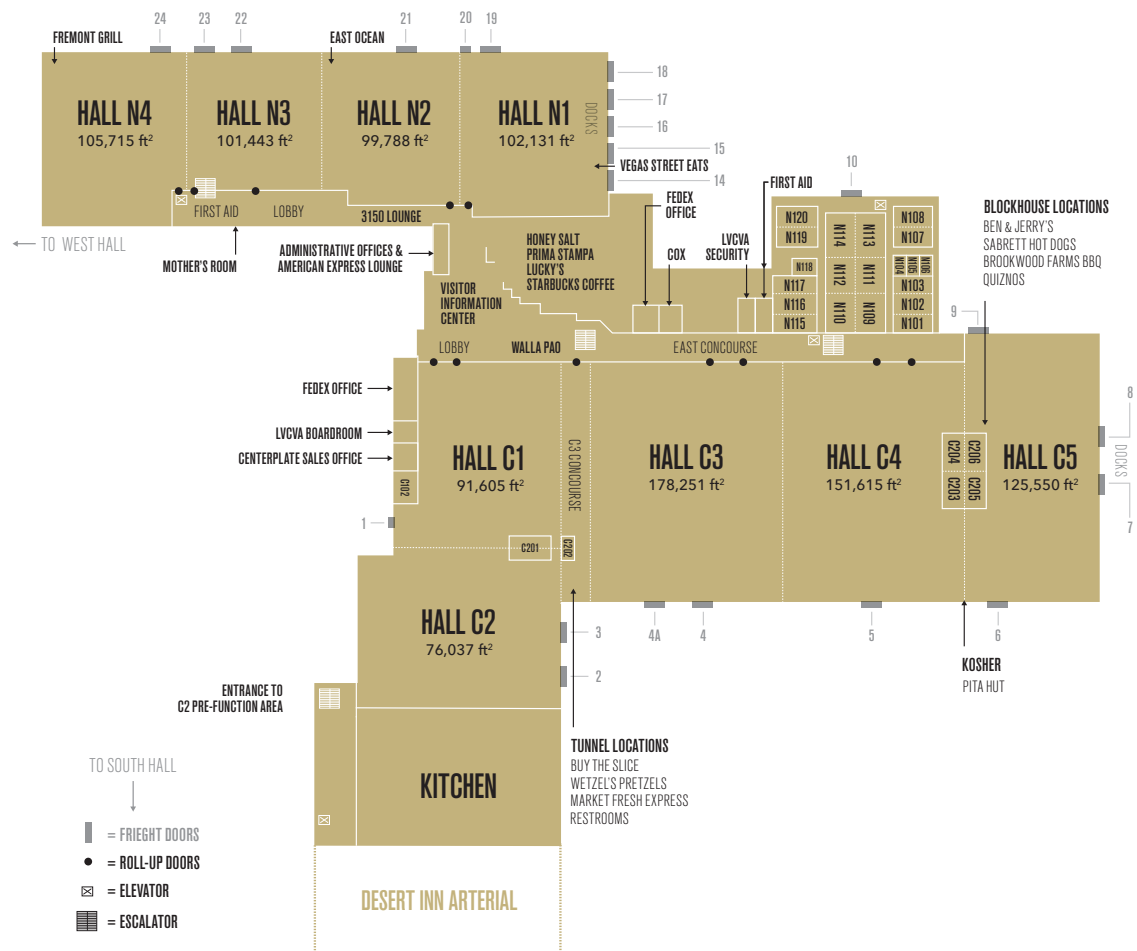 24
23
22
21
20
19
FREMONT GRILL
EAST OCEAN
18
17
16
15
14
DOCKS
HALL N4
105,715 ft²
HALL N3
101,443 ft²
HALL N2
99,788 ft²
HALL N1
102,131 ft²
VEGAS STREET EATS
FIRST AID
LOBBY
3150 LOUNGE
TO WEST HALL
MOTHER'S ROOM
ADMINISTRATIVE OFFICES &
AMERICAN EXPRESS LOUNGE
VISITOR
INFORMATION
CENTER
HONEY SALT
PRIMA STAMPA
LUCKY'S
STARBUCKS COFFEE
FEDEX
OFFICE
COX
LVCVA
SECURITY
FIRST AID
10
N120
N119
N118
N117
N116
N115
N114
N113
N112
N111
N110
N109
N108
N107
N104
N105
N106
N103
N102
N101
BLOCKHOUSE LOCATIONS
BEN & JERRY'S
SABRETT HOT DOGS
BROOKWOOD FARMS BBQ
QUIZNOS
9
LOBBY
WALLA PAO
EAST CONCOURSE
FEDEX OFFICE
LVCVA BOARDROOM
CENTERPLATE SALES OFFICE
C102
1
HALL C1
91,605 ft²
C3 CONCOURSE
HALL C3
178,251 ft²
HALL C4
151,615 ft²
C204
C206
C203
C205
HALL C5
125,550 ft²
8
DOCKS
7
C201
C202
HALL C2
76,037 ft²
3
2
4A
4
5
6
KOSHER
PITA HUT
ENTRANCE TO
C2 PRE-FUNCTION AREA
TUNNEL LOCATIONS
BUY THE SLICE
WETZEL'S PRETZELS
MARKET FRESH EXPRESS
RESTROOMS
KITCHEN
TO SOUTH HALL
= FRIEGHT DOORS
= ROLL-UP DOORS
= ELEVATOR
= ESCALATOR
DESERT INN ARTERIAL